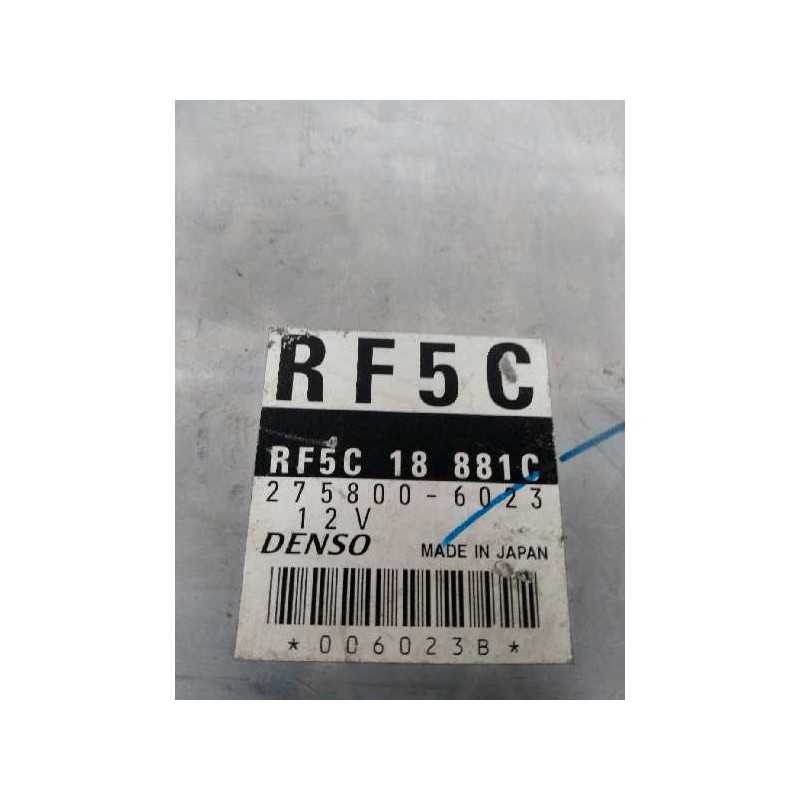 RF5C
RF5C 18 881C
275800-6023
12V
DENSO MADE IN JAPAN
*006023B*